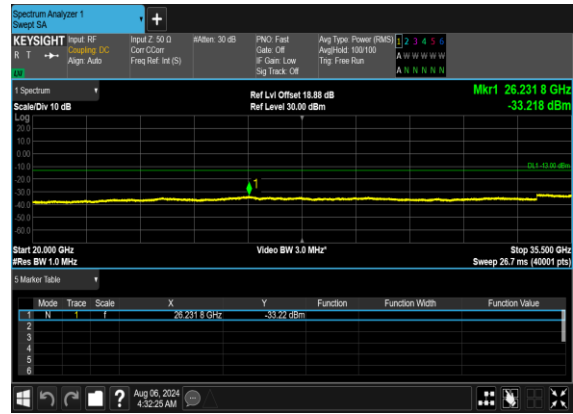 Spectrum Analyzer 1
Swept SA
+
KEYSIGHT Input: RF Input Z: 50 Ω #Atten: 30 dB PNO: Fast Avg Type: Power (RMS) 1 2 3 4 5 6
R T Coupling: DC Corr CCorr Gate: Off Avg|Hold: 100/100 A W W W W W
Align: Auto Freq Ref: Int (S) IF Gain: Low Trig: Free Run
LW Sig Track: Off A N N N N N
1 Spectrum Ref Lvl Offset 18.88 dB Mkr1 26.231 8 GHz
Scale/Div 10 dB Ref Level 30.00 dBm -33.218 dBm
Log
20.0
10.0
0.00
-10.0 DL1 -13.00 dBm
-20.0
-30.0 1
-40.0
-50.0
-60.0
Start 20.000 GHz Video BW 3.0 MHz* Stop 35.500 GHz
#Res BW 1.0 MHz Sweep 26.7 ms (40001 pts)
5 Marker Table
Mode Trace Scale X Y Function Function Width Function Value
1 N 1 f 26.231 8 GHz -33.22 dBm
2
3
4
5
6
? Aug 06, 2024
4:32:25 AM